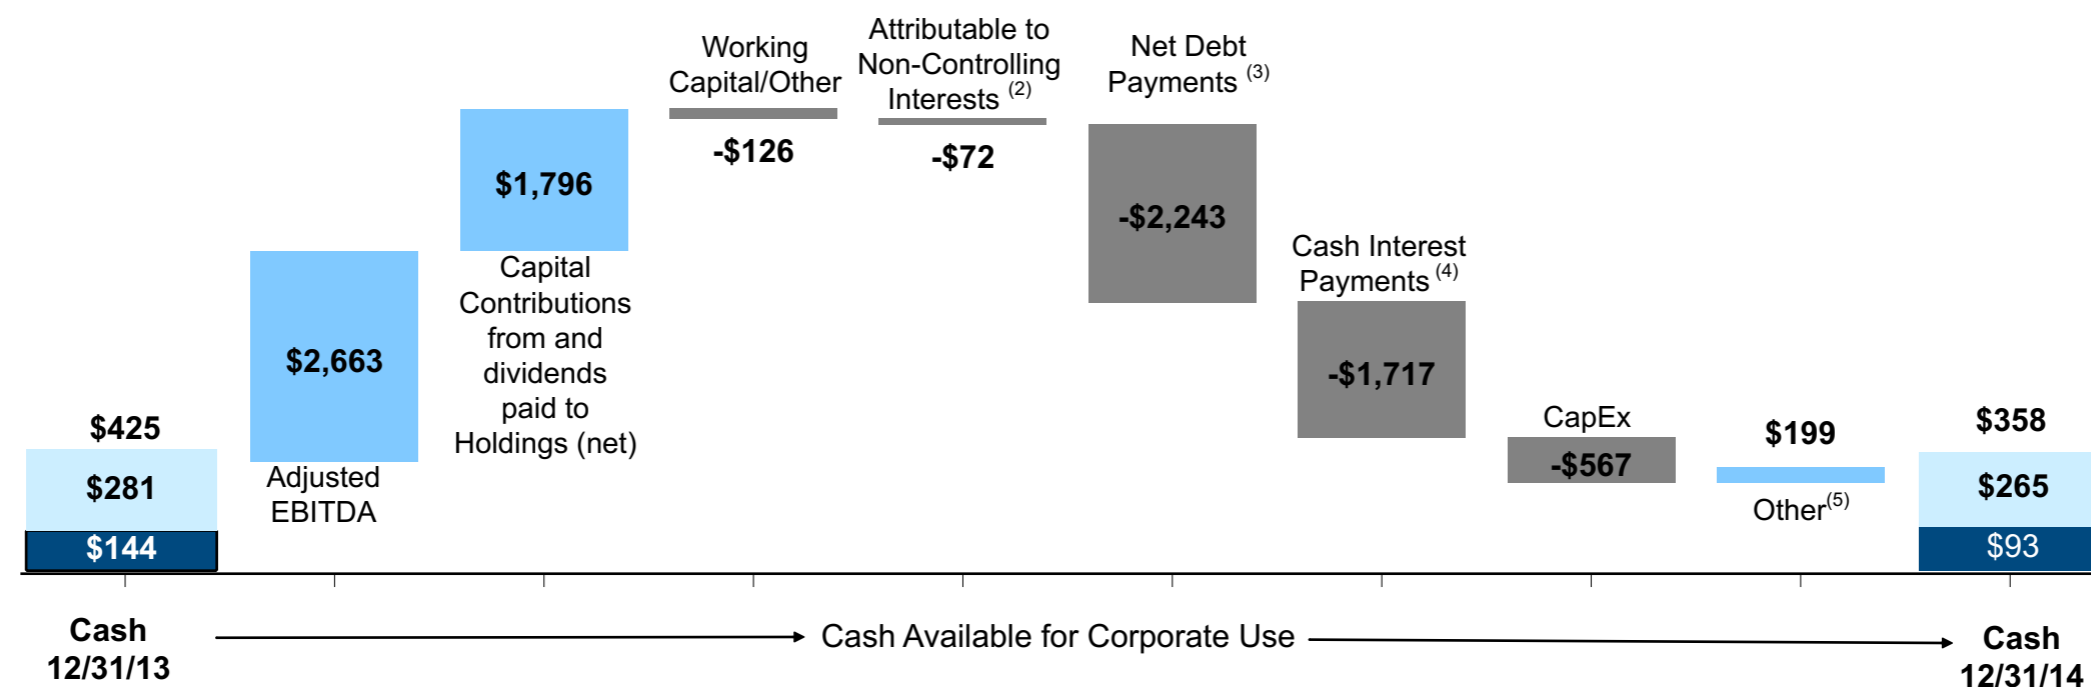 $425
$281
$144
$2,663
Adjusted
EBITDA
$1,796
Capital
Contributions
from and
dividends
paid to
Holdings (net)
Working
Capital/Other
-$126
Attributable to
Non-Controlling
Interests (2)
-$72
Net Debt
Payments (3)
-$2,243
Cash Interest
Payments (4)
-$1,717
CapEx
-$567
$199
Other(5)
$358
$265
$93
Cash
12/31/13
Cash Available for Corporate Use
Cash
12/31/14